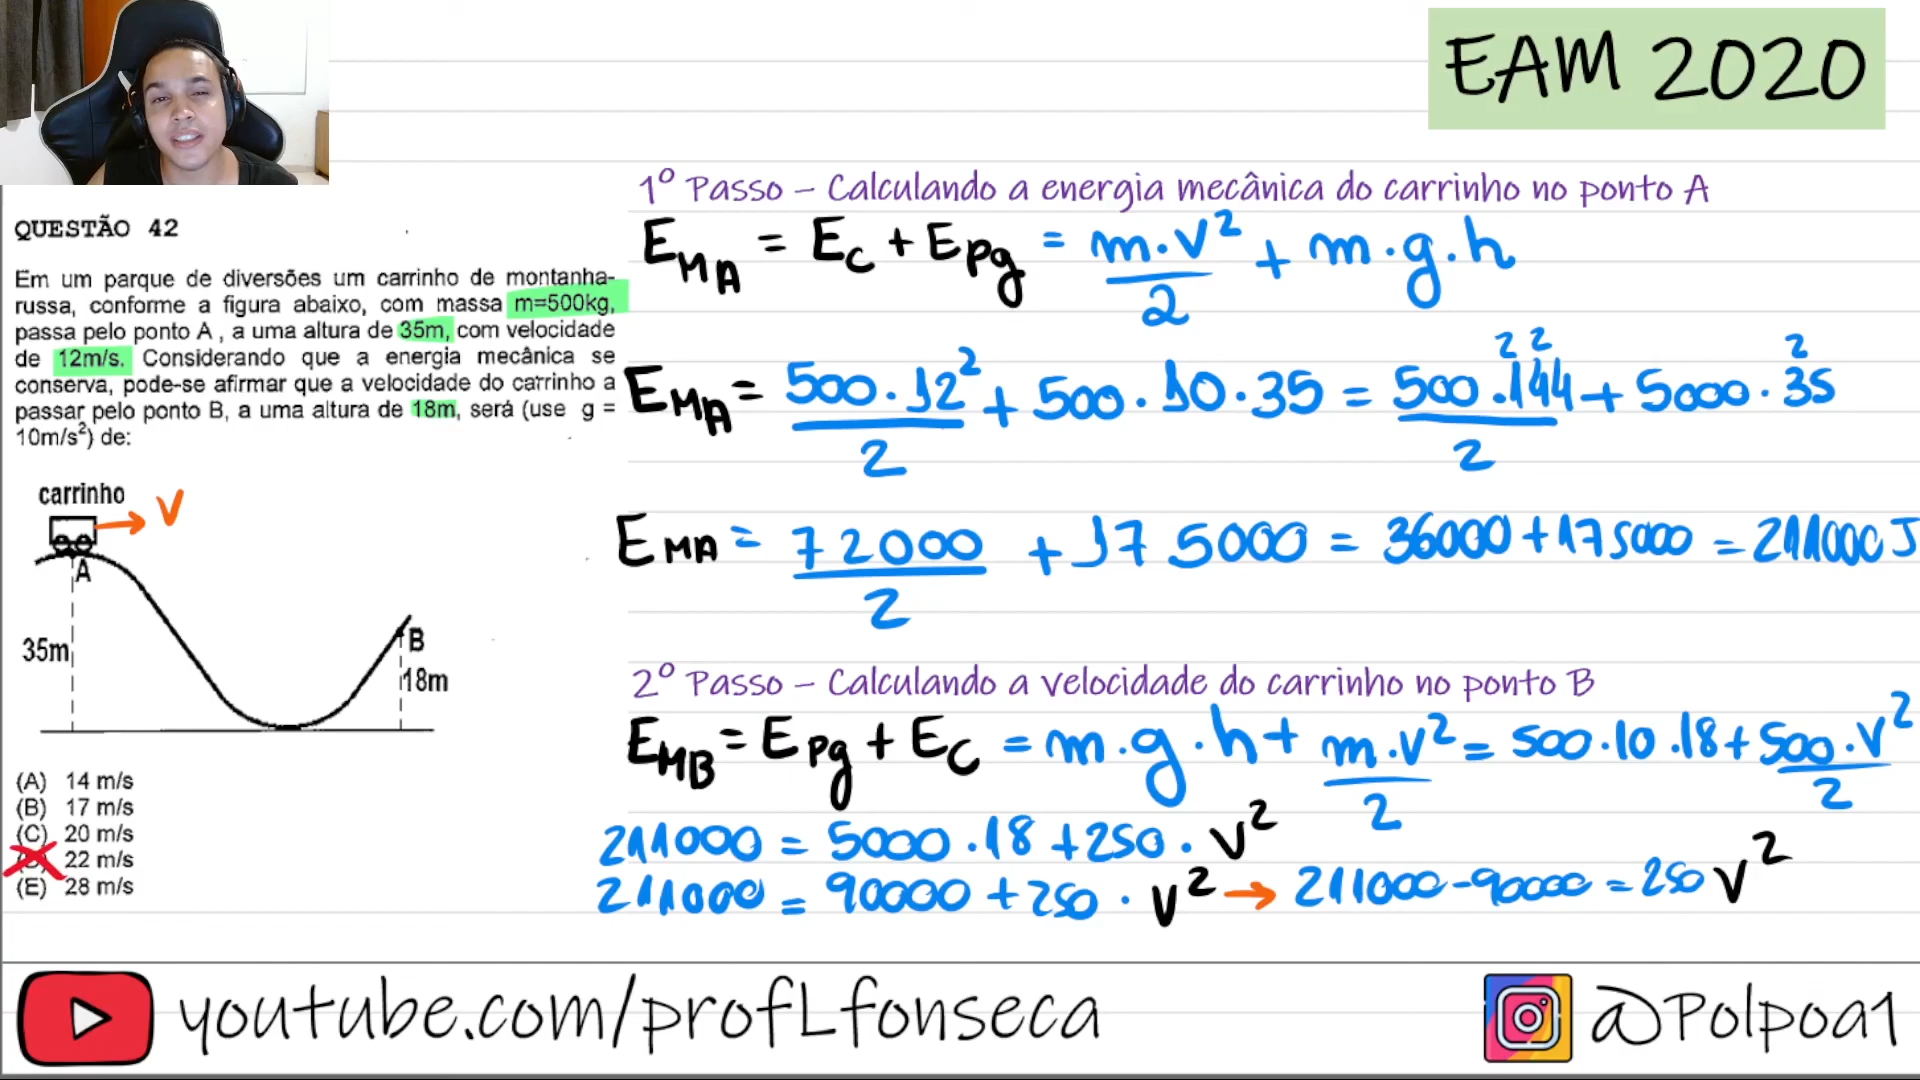 EAM 2020
QUESTÃO 42
Em um parque de diversões um carrinho de montanha-
russa, conforme a figura abaixo, com massa m=500kg,
passa pelo ponto A , a uma altura de 35m, com velocidade
de 12m/s. Considerando que a energia mecânica se
conserva, pode-se afirmar que a velocidade do carrinho a
passar pelo ponto B, a uma altura de 18m, será (use g =
10m/s²) de:
carrinho
V
A
35m
B
18m
(A) 14 m/s
(B) 17 m/s
(C) 20 m/s
(D) 22 m/s
(E) 28 m/s
1º Passo – Calculando a energia mecânica do carrinho no ponto A
EMA = EC + EPg = m.v²/2 + m.g.h
EMA = 500.12²/2 + 500.10.35 = 500.144/2 + 5000.35
2 2 2
EMA = 72000/2 + 175000 = 36000+175000 = 211000 J
2º Passo – Calculando a velocidade do carrinho no ponto B
EMB = EPg + EC = m.g.h + m.v²/2 = 500.10.18 + 500.v²/2
211000 = 5000.18 + 250.v²
211000 = 90000 + 250.v² → 211000-90000 = 250 v²
youtube.com/profLfonseca
@Polpoa1